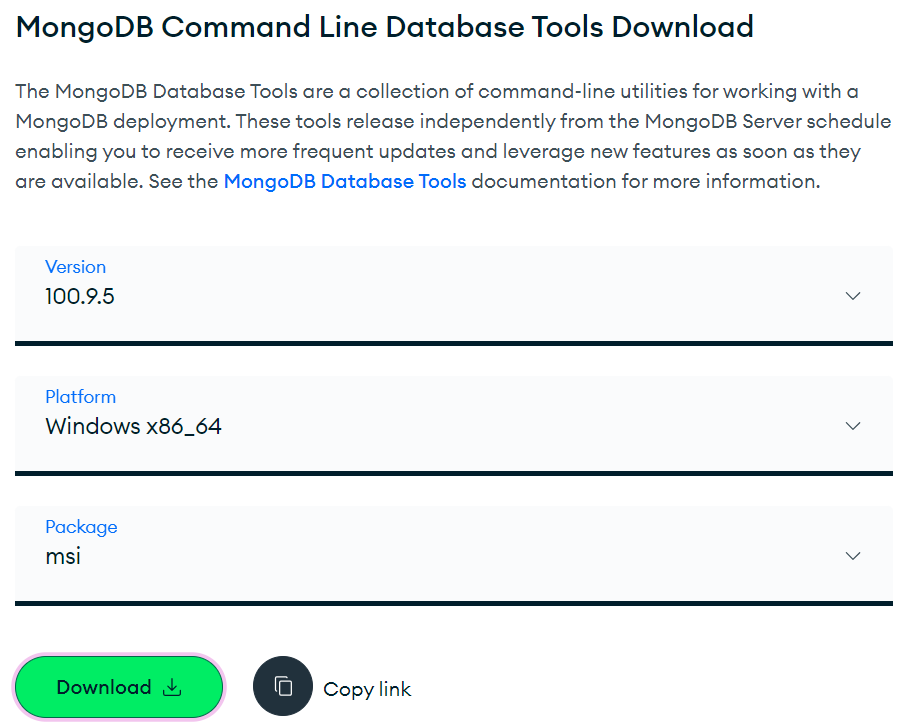 MongoDB Command Line Database Tools Download
The MongoDB Database Tools are a collection of command-line utilities for working with a
MongoDB deployment. These tools release independently from the MongoDB Server schedule
enabling you to receive more frequent updates and leverage new features as soon as they
are available. See the MongoDB Database Tools documentation for more information.
Version
100.9.5
Platform
Windows x86_64
Package
msi
Download
Copy link